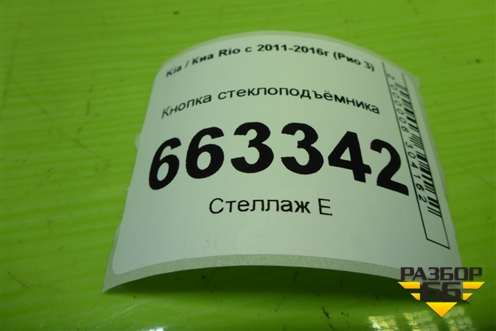 Kia / Киа Rio с 2011-2016г (Рио 3)
Кнопка стеклоподъёмника
663342
Стеллаж Е
РАЗБОР
66